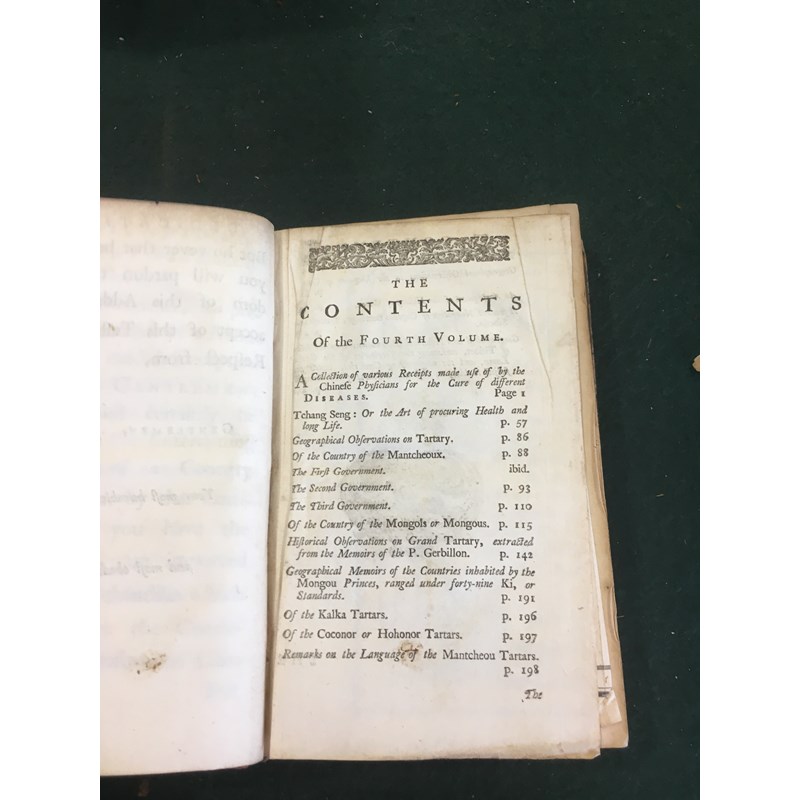 THE
CONTENTS
Of the FOURTH VOLUME.
A Collection of various Receipts made use of by the
Chinese Physicians for the Cure of different
DISEASES. Page 1
Tchang Seng: Or the Art of procuring Health and
long Life. p. 57
Geographical Observations on Tartary. p. 86
Of the Country of the Mantcheoux. p. 88
The First Government. ibid.
The Second Government. p. 93
The Third Government. p. 110
Of the Country of the Mongols or Mongous. p. 115
Historical Observations on Grand Tartary, extracted
from the Memoirs of the P. Gerbillon. p. 142
Geographical Memoirs of the Countries inhabited by the
Mongou Princes, ranged under forty-nine Ki, or
Standards. p. 191
Of the Kalka Tartars. p. 196
Of the Coconor or Hohonor Tartars. p. 197
Remarks on the Language of the Mantcheou Tartars.
p. 198
The